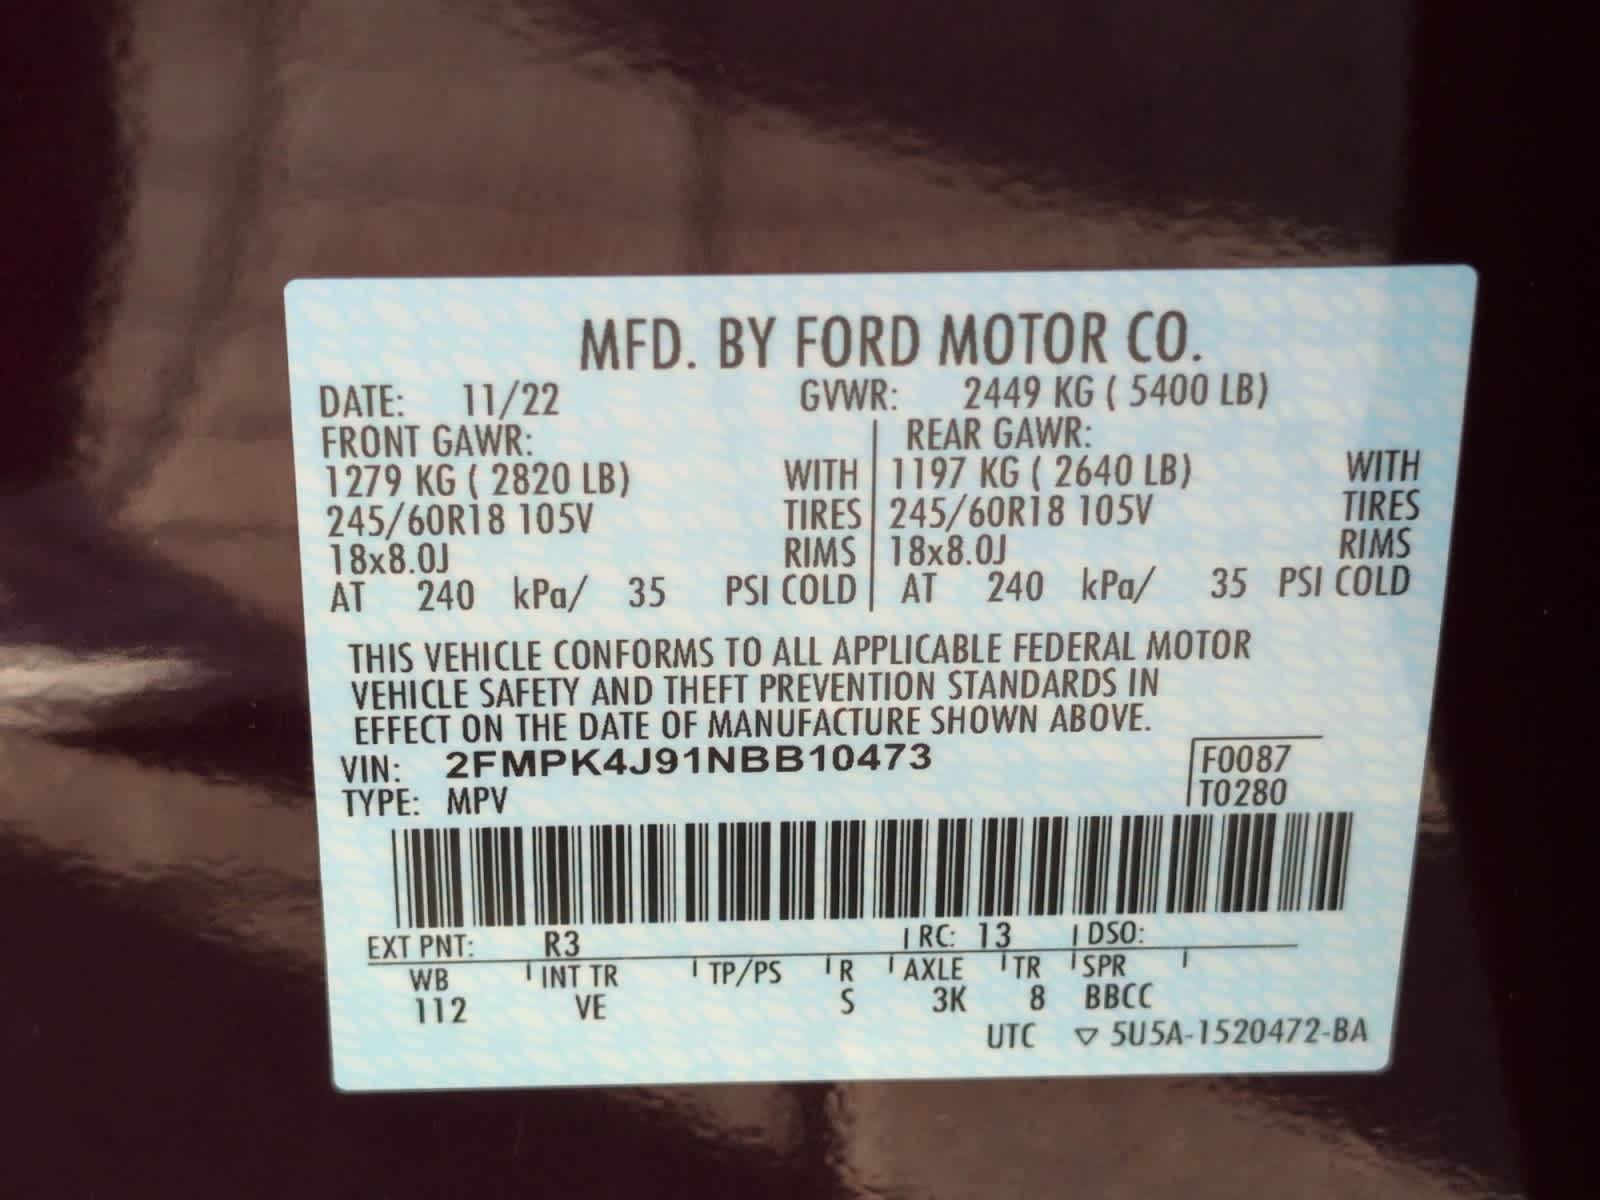 MFD. BY FORD MOTOR CO.
DATE: 11/22 GVWR: 2449 KG ( 5400 LB)
FRONT GAWR: REAR GAWR:
1279 KG ( 2820 LB) WITH 1197 KG ( 2640 LB) WITH
245/60R18 105V TIRES 245/60R18 105V TIRES
18x8.0J RIMS 18x8.0J RIMS
AT 240 kPa/ 35 PSI COLD AT 240 kPa/ 35 PSI COLD
THIS VEHICLE CONFORMS TO ALL APPLICABLE FEDERAL MOTOR
VEHICLE SAFETY AND THEFT PREVENTION STANDARDS IN
EFFECT ON THE DATE OF MANUFACTURE SHOWN ABOVE.
VIN: 2FMPK4J91NBB10473 F0087
TYPE: MPV T0280
EXT PNT: R3 RC: 13 DSO:
WB INT TR TP/PS R AXLE TR SPR
112 VE S 3K 8 BBCC
UTC ▽ 5U5A-1520472-BA